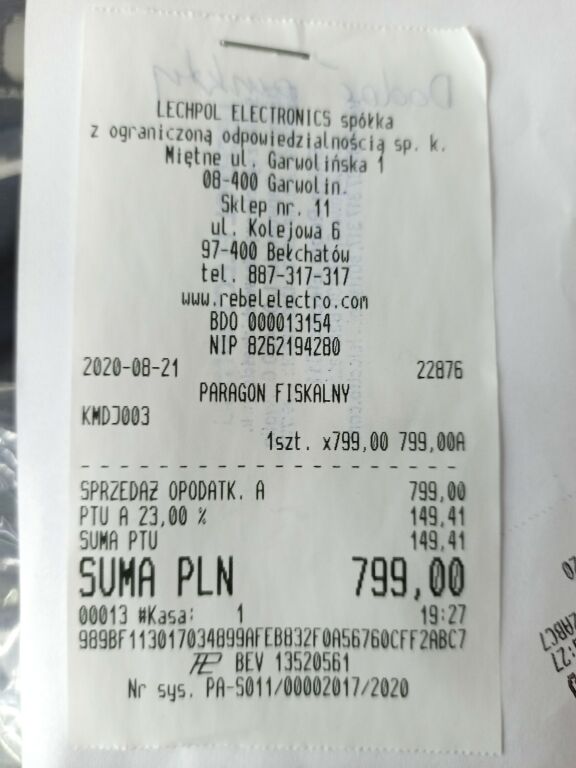 LECHPOL ELECTRONICS spółka
z ograniczoną odpowiedzialnością sp. k.
Miętne ul. Garwolińska 1
08-400 Garwolin.
Sklep nr. 11
ul. Kolejowa 6
97-400 Bełchatów
tel. 887-317-317
www.rebelelectro.com
BDO 000013154
NIP 8262194280
2020-08-21 22876
PARAGON FISKALNY
KMDJ003
1szt. x799,00 799,00A
SPRZEDAŻ OPODATK. A 799,00
PTU A 23,00 % 149,41
SUMA PTU 149,41
SUMA PLN 799,00
00013 #Kasa: 1 19:27
989BF113017034899AFEB832F0A56760CFF2ABC7
BEV 13520561
Nr sys. PA-S011/00002017/2020